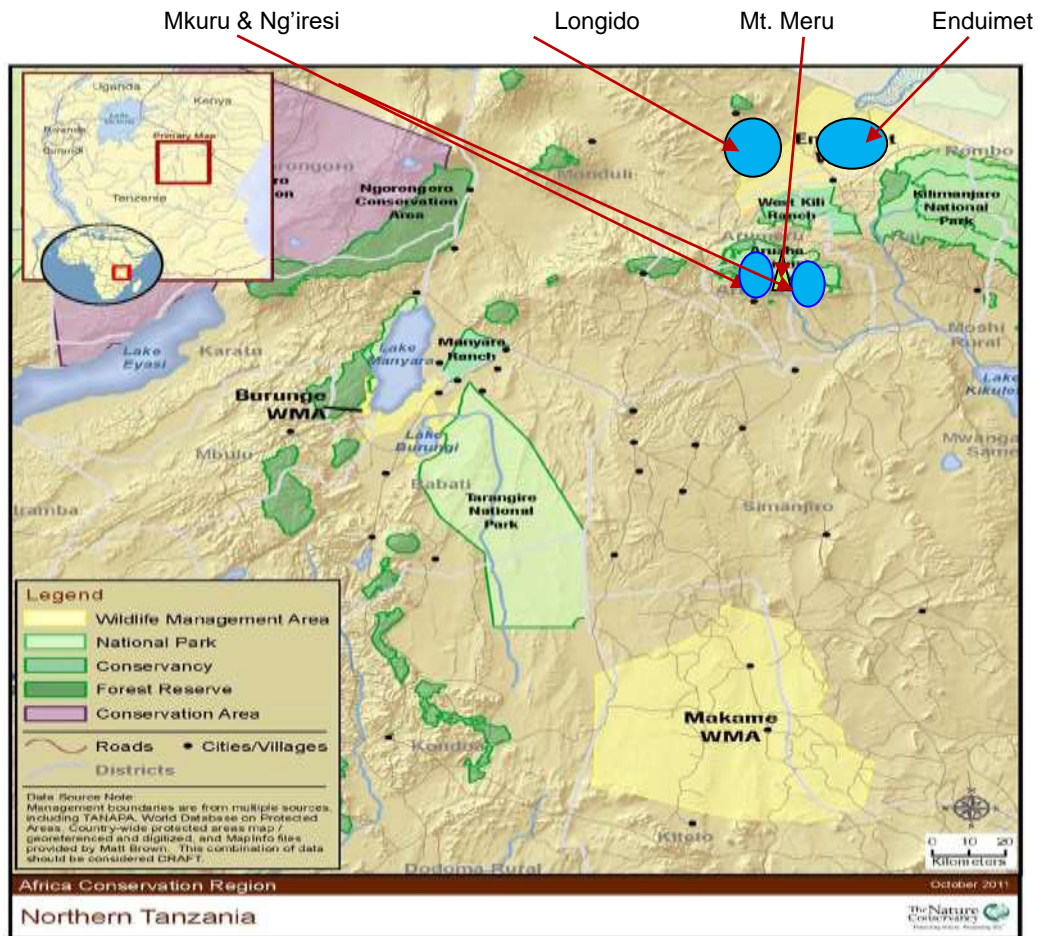 Mkuru & Ng'iresi
Longido
Mt. Meru
Enduimet
Uganda
Kenya
Rwanda
Burundi
Primary Map
Tanzania
Ngorongoro
Conservation
Area
Monduli
Rombo
West Kili
Ranch
Kilimanjaro
National
Park
Lake
Eyasi
Karatu
Lake
Manyara
Manyara
Ranch
Moshi
Rural
Burunge
WMA
Lake
Burungi
Mbulu
Babati
Tarangire
National
Park
Simanjiro
Mwanga
Same
Iramba
Legend
Wildlife Management Area
National Park
Conservancy
Forest Reserve
Conservation Area
Roads
Cities/Villages
Districts
Makame
WMA
Kondoa
Kiteto
Dodoma Rural
Data Source Note:
Management boundaries are from multiple sources,
including TANAPA, World Database on Protected
Areas, Country-wide protected areas map /
georeferenced and digitized, and MapInfo files
provided by Matt Brown. This combination of data
should be considered DRAFT.
0 10 20
Kilometers
Africa Conservation Region
October 2011
Northern Tanzania
The Nature
Conservancy